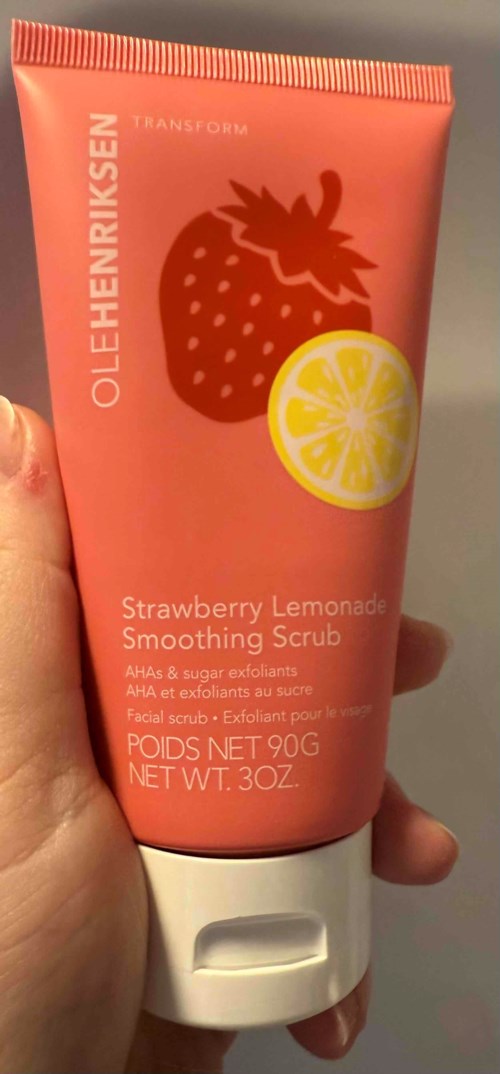 TRANSFORM
OLEHENRIKSEN
Strawberry Lemonade
Smoothing Scrub
AHAs & sugar exfoliants
AHA et exfoliants au sucre
Facial scrub • Exfoliant pour le visage
POIDS NET 90G
NET WT. 3OZ.